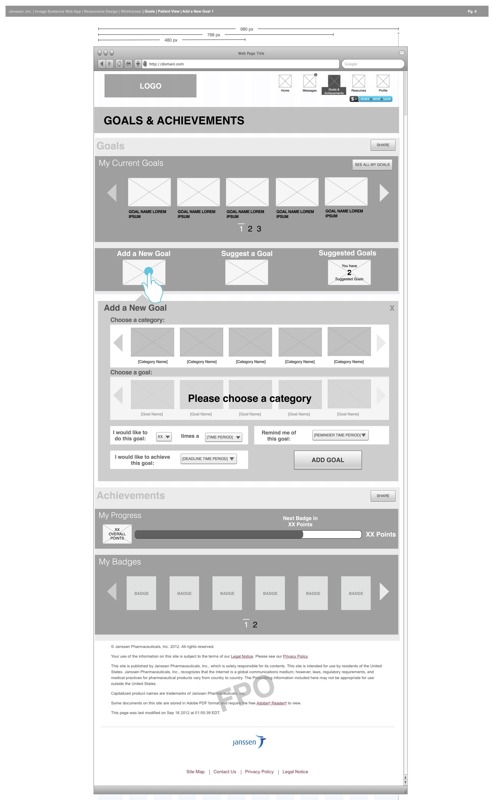 Janssen Inc. | Image Guidance Web App | Responsive Design | Wireframes | Goals | Patient View | Add a New Goal 1
Pg. 6
980 px
768 px
480 px
Web Page Title
http://domain.com
Google
LOGO
Home
Messages
Goals & Achievements
Resources
Profile
GOALS & ACHIEVEMENTS
Goals
SHARE
My Current Goals
SEE ALL MY GOALS
GOAL NAME LOREM IPSUM
GOAL NAME LOREM IPSUM
GOAL NAME LOREM IPSUM
GOAL NAME LOREM IPSUM
GOAL NAME LOREM IPSUM
1 2 3
Add a New Goal
Suggest a Goal
Suggested Goals
You have
2
Suggested Goals
Add a New Goal
X
Choose a category:
[Category Name]
[Category Name]
[Category Name]
[Category Name]
[Category Name]
Choose a goal:
Please choose a category
[Goal Name]
[Goal Name]
[Goal Name]
[Goal Name]
[Goal Name]
I would like to do this goal:
XX
times a
[TIME PERIOD]
Remind me of this goal:
[REMINDER TIME PERIOD]
I would like to achieve this goal:
[DEADLINE TIME PERIOD]
ADD GOAL
Achievements
SHARE
My Progress
Next Badge in
XX Points
XX
OVERALL
POINTS
XX Points
My Badges
BADGE
BADGE
BADGE
BADGE
BADGE
BADGE
1 2
© Janssen Pharmaceuticals, Inc. 2012. All rights reserved.
Your use of the information on this site is subject to the terms of our Legal Notice. Please see our Privacy Policy.
This site is published by Janssen Pharmaceuticals, Inc., which is solely responsible for its contents. This site is intended for use by residents of the United
States. Janssen Pharmaceuticals, Inc., recognizes that the internet is a global communications medium; however, laws, regulatory requirements, and
medical practices for pharmaceutical products vary from country to country. The Prescribing information included here may not be appropriate for use
outside the United States.
Capitalized product names are trademarks of Janssen Pharmaceuticals, Inc.
Some documents on this site are stored in Adobe PDF format and require the free Adobe® Reader® to view.
This page was last modified on Sep 18 2012 at 01:55:39 EDT.
FPO
janssen
Site Map | Contact Us | Privacy Policy | Legal Notice